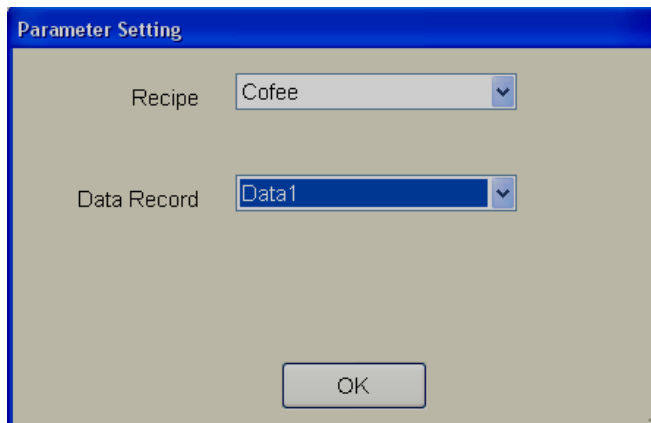 Parameter Setting
Recipe
Cofee
Data Record
Data1
OK